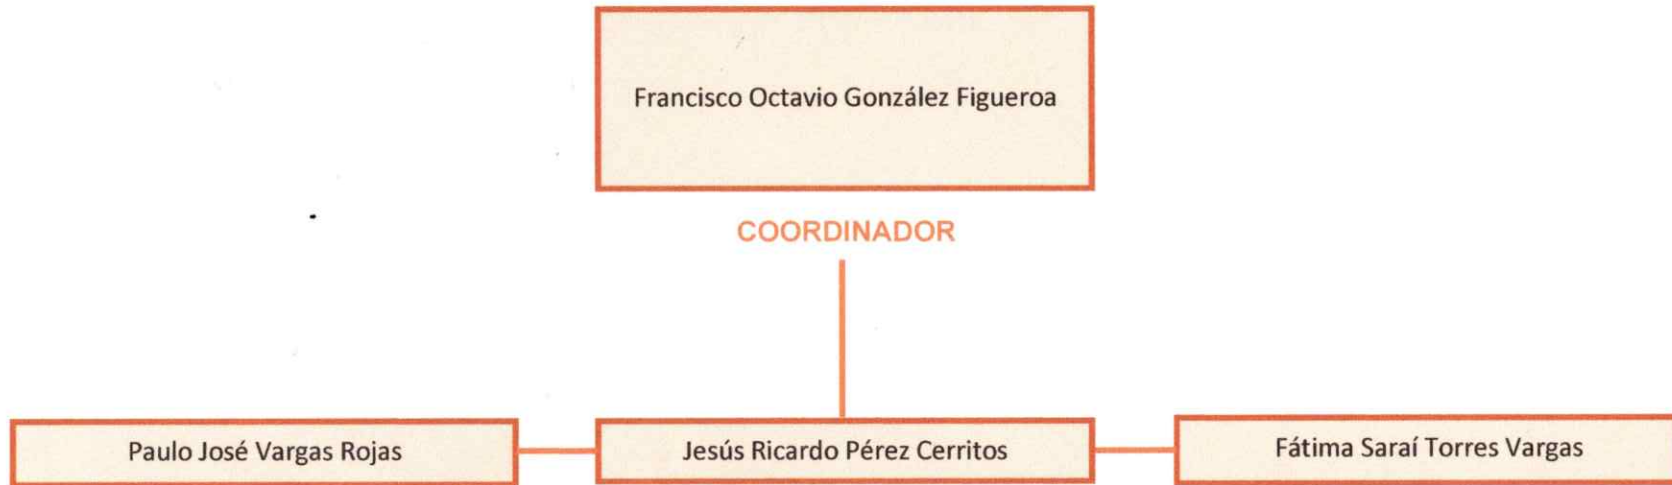 Francisco Octavio González Figueroa
COORDINADOR
Paulo José Vargas Rojas
Jesús Ricardo Pérez Cerritos
Fátima Saraí Torres Vargas